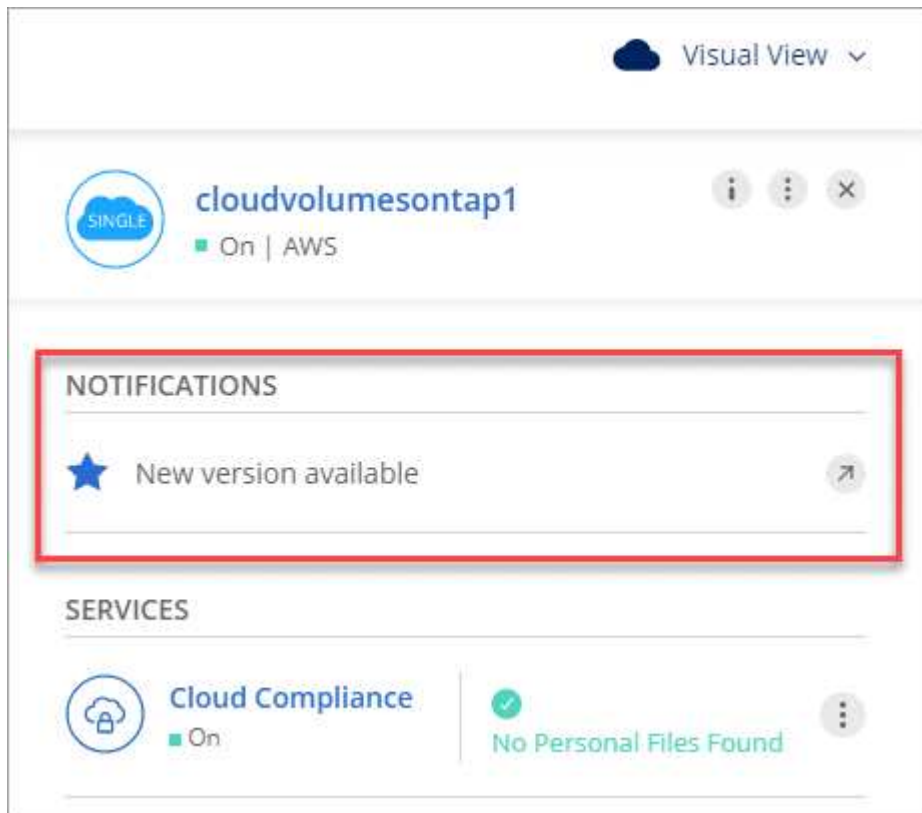 Visual View
SINGLE
cloudvolumesontap1
On | AWS
NOTIFICATIONS
New version available
SERVICES
Cloud Compliance
On
No Personal Files Found